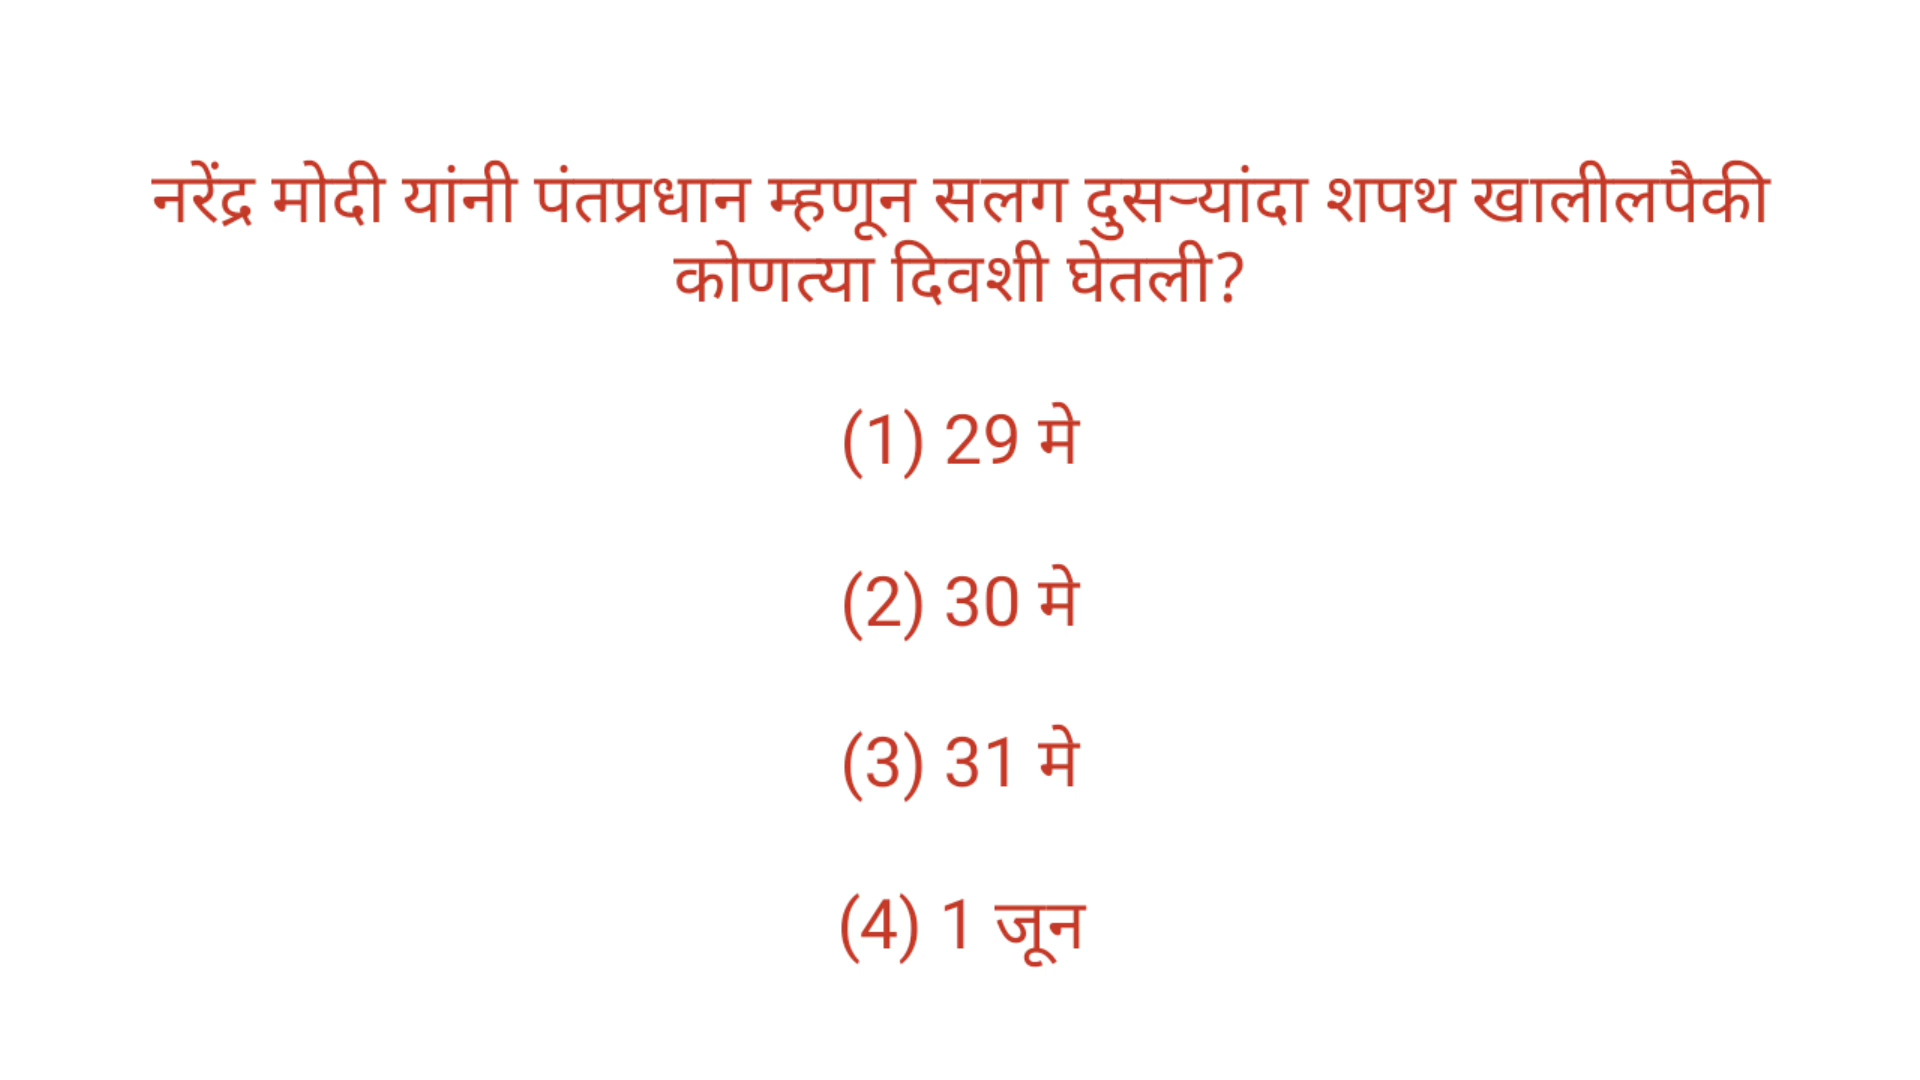 नरेंद्र मोदी यांनी पंतप्रधान म्हणून सलग दुसऱ्यांदा शपथ खालीलपैकी
कोणत्या दिवशी घेतली?
(1) 29 मे
(2) 30 मे
(3) 31 मे
(4) 1 जून